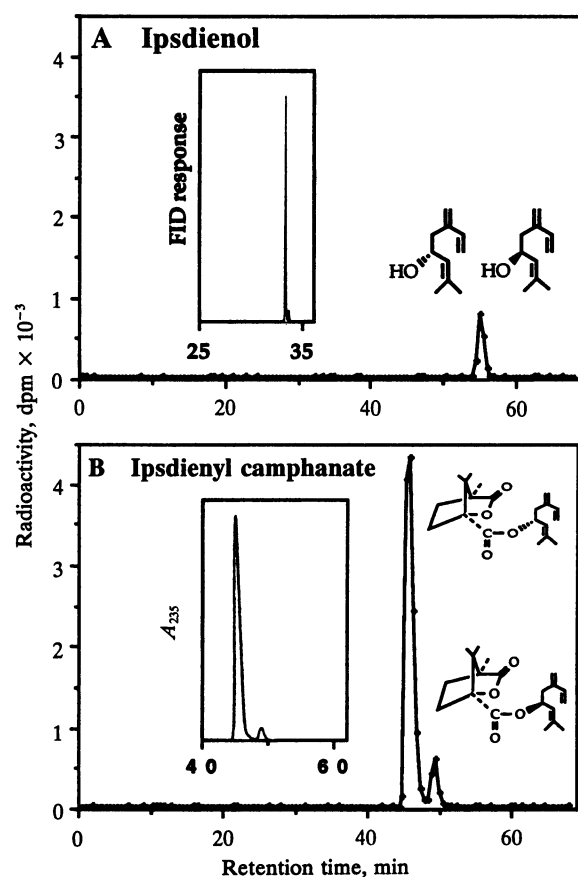 A Ipsdienol
4
3
2
1
0
FID response
25 35
HO HO
0 20 40 60
Radioactivity, dpm × 10⁻³
B Ipsdienyl camphanate
4
3
2
1
0
A₂₃₅
4 0 6 0
O
O
C O
O
O
O
C O
O
0 20 40 60
Retention time, min